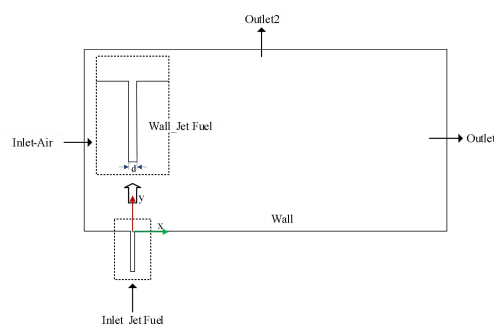 Outlet2
Wall_Jet Fuel
Inlet-Air
Outlet
d
y
Wall
x
Inlet_Jet Fuel